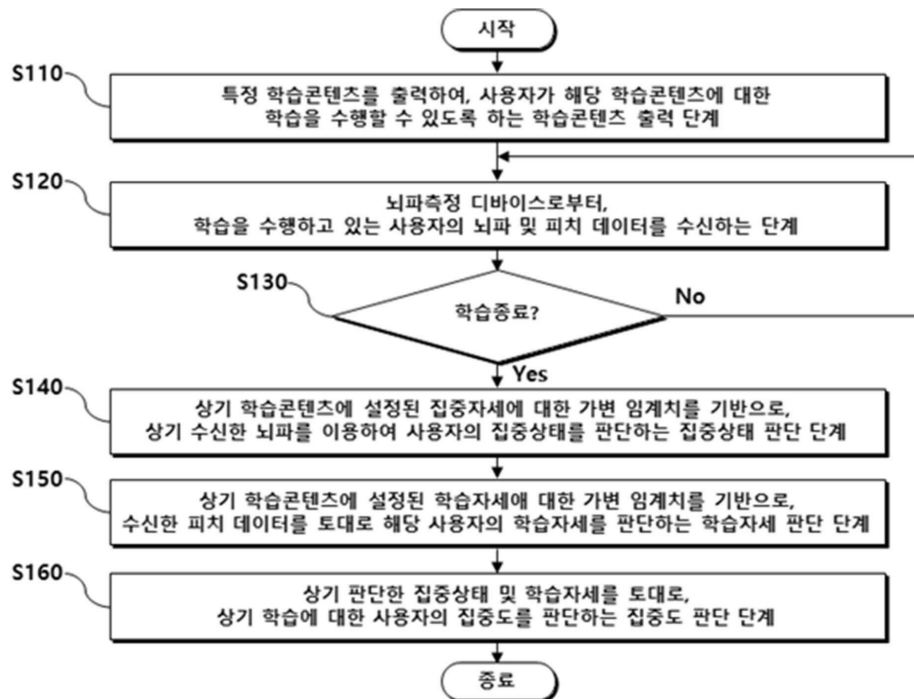 시작
S110
특정 학습콘텐츠를 출력하여, 사용자가 해당 학습콘텐츠에 대한
학습을 수행할 수 있도록 하는 학습콘텐츠 출력 단계
S120
뇌파측정 디바이스로부터,
학습을 수행하고 있는 사용자의 뇌파 및 피치 데이터를 수신하는 단계
S130
학습종료?
No
Yes
S140
상기 학습콘텐츠에 설정된 집중자세에 대한 가변 임계치를 기반으로,
상기 수신한 뇌파를 이용하여 사용자의 집중상태를 판단하는 집중상태 판단 단계
S150
상기 학습콘텐츠에 설정된 학습자세애 대한 가변 임계치를 기반으로,
수신한 피치 데이터를 토대로 해당 사용자의 학습자세를 판단하는 학습자세 판단 단계
S160
상기 판단한 집중상태 및 학습자세를 토대로,
상기 학습에 대한 사용자의 집중도를 판단하는 집중도 판단 단계
종료